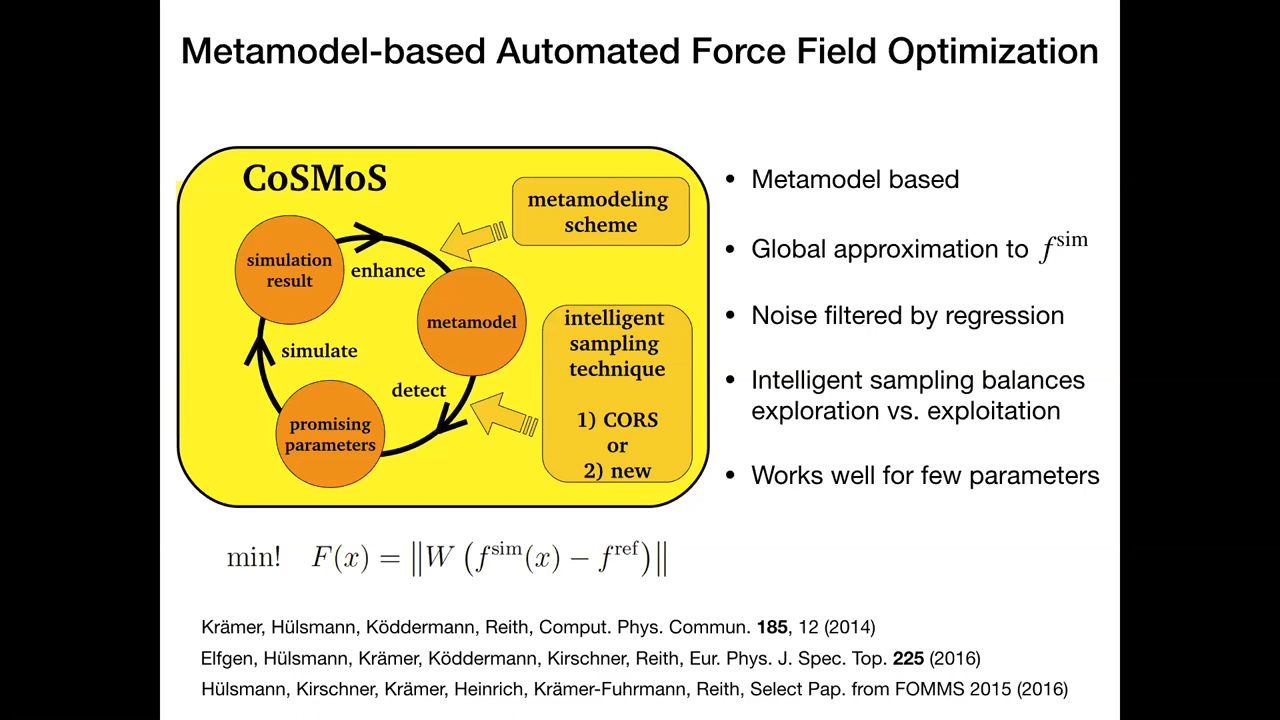 Metamodel-based Automated Force Field Optimization
CoSMoS
metamodeling
scheme
simulation
result
enhance
metamodel
intelligent
sampling
technique
1) CORS
or
2) new
simulate
detect
promising
parameters
• Metamodel based
• Global approximation to f^sim
• Noise filtered by regression
• Intelligent sampling balances
exploration vs. exploitation
• Works well for few parameters
min! F(x) = ‖W (f^sim(x) − f^ref)‖
Krämer, Hülsmann, Köddermann, Reith, Comput. Phys. Commun. 185, 12 (2014)
Elfgen, Hülsmann, Krämer, Köddermann, Kirschner, Reith, Eur. Phys. J. Spec. Top. 225 (2016)
Hülsmann, Kirschner, Krämer, Heinrich, Krämer-Fuhrmann, Reith, Select Pap. from FOMMS 2015 (2016)